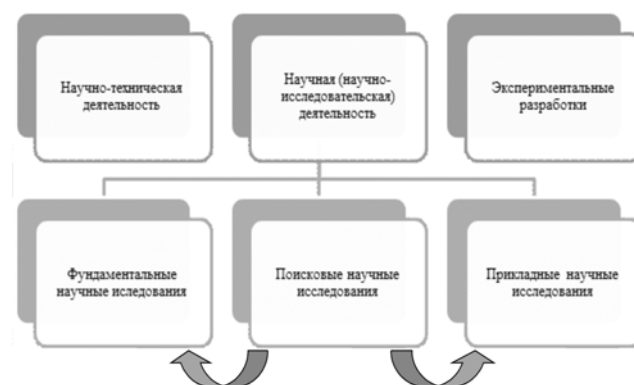 Научно-техническая
деятельность
Научная (научно-
исследовательская)
деятельность
Экспериментальные
разработки
Фундаментальные
научные иследования
Поисковые научные
исследования
Прикладные научные
исследования